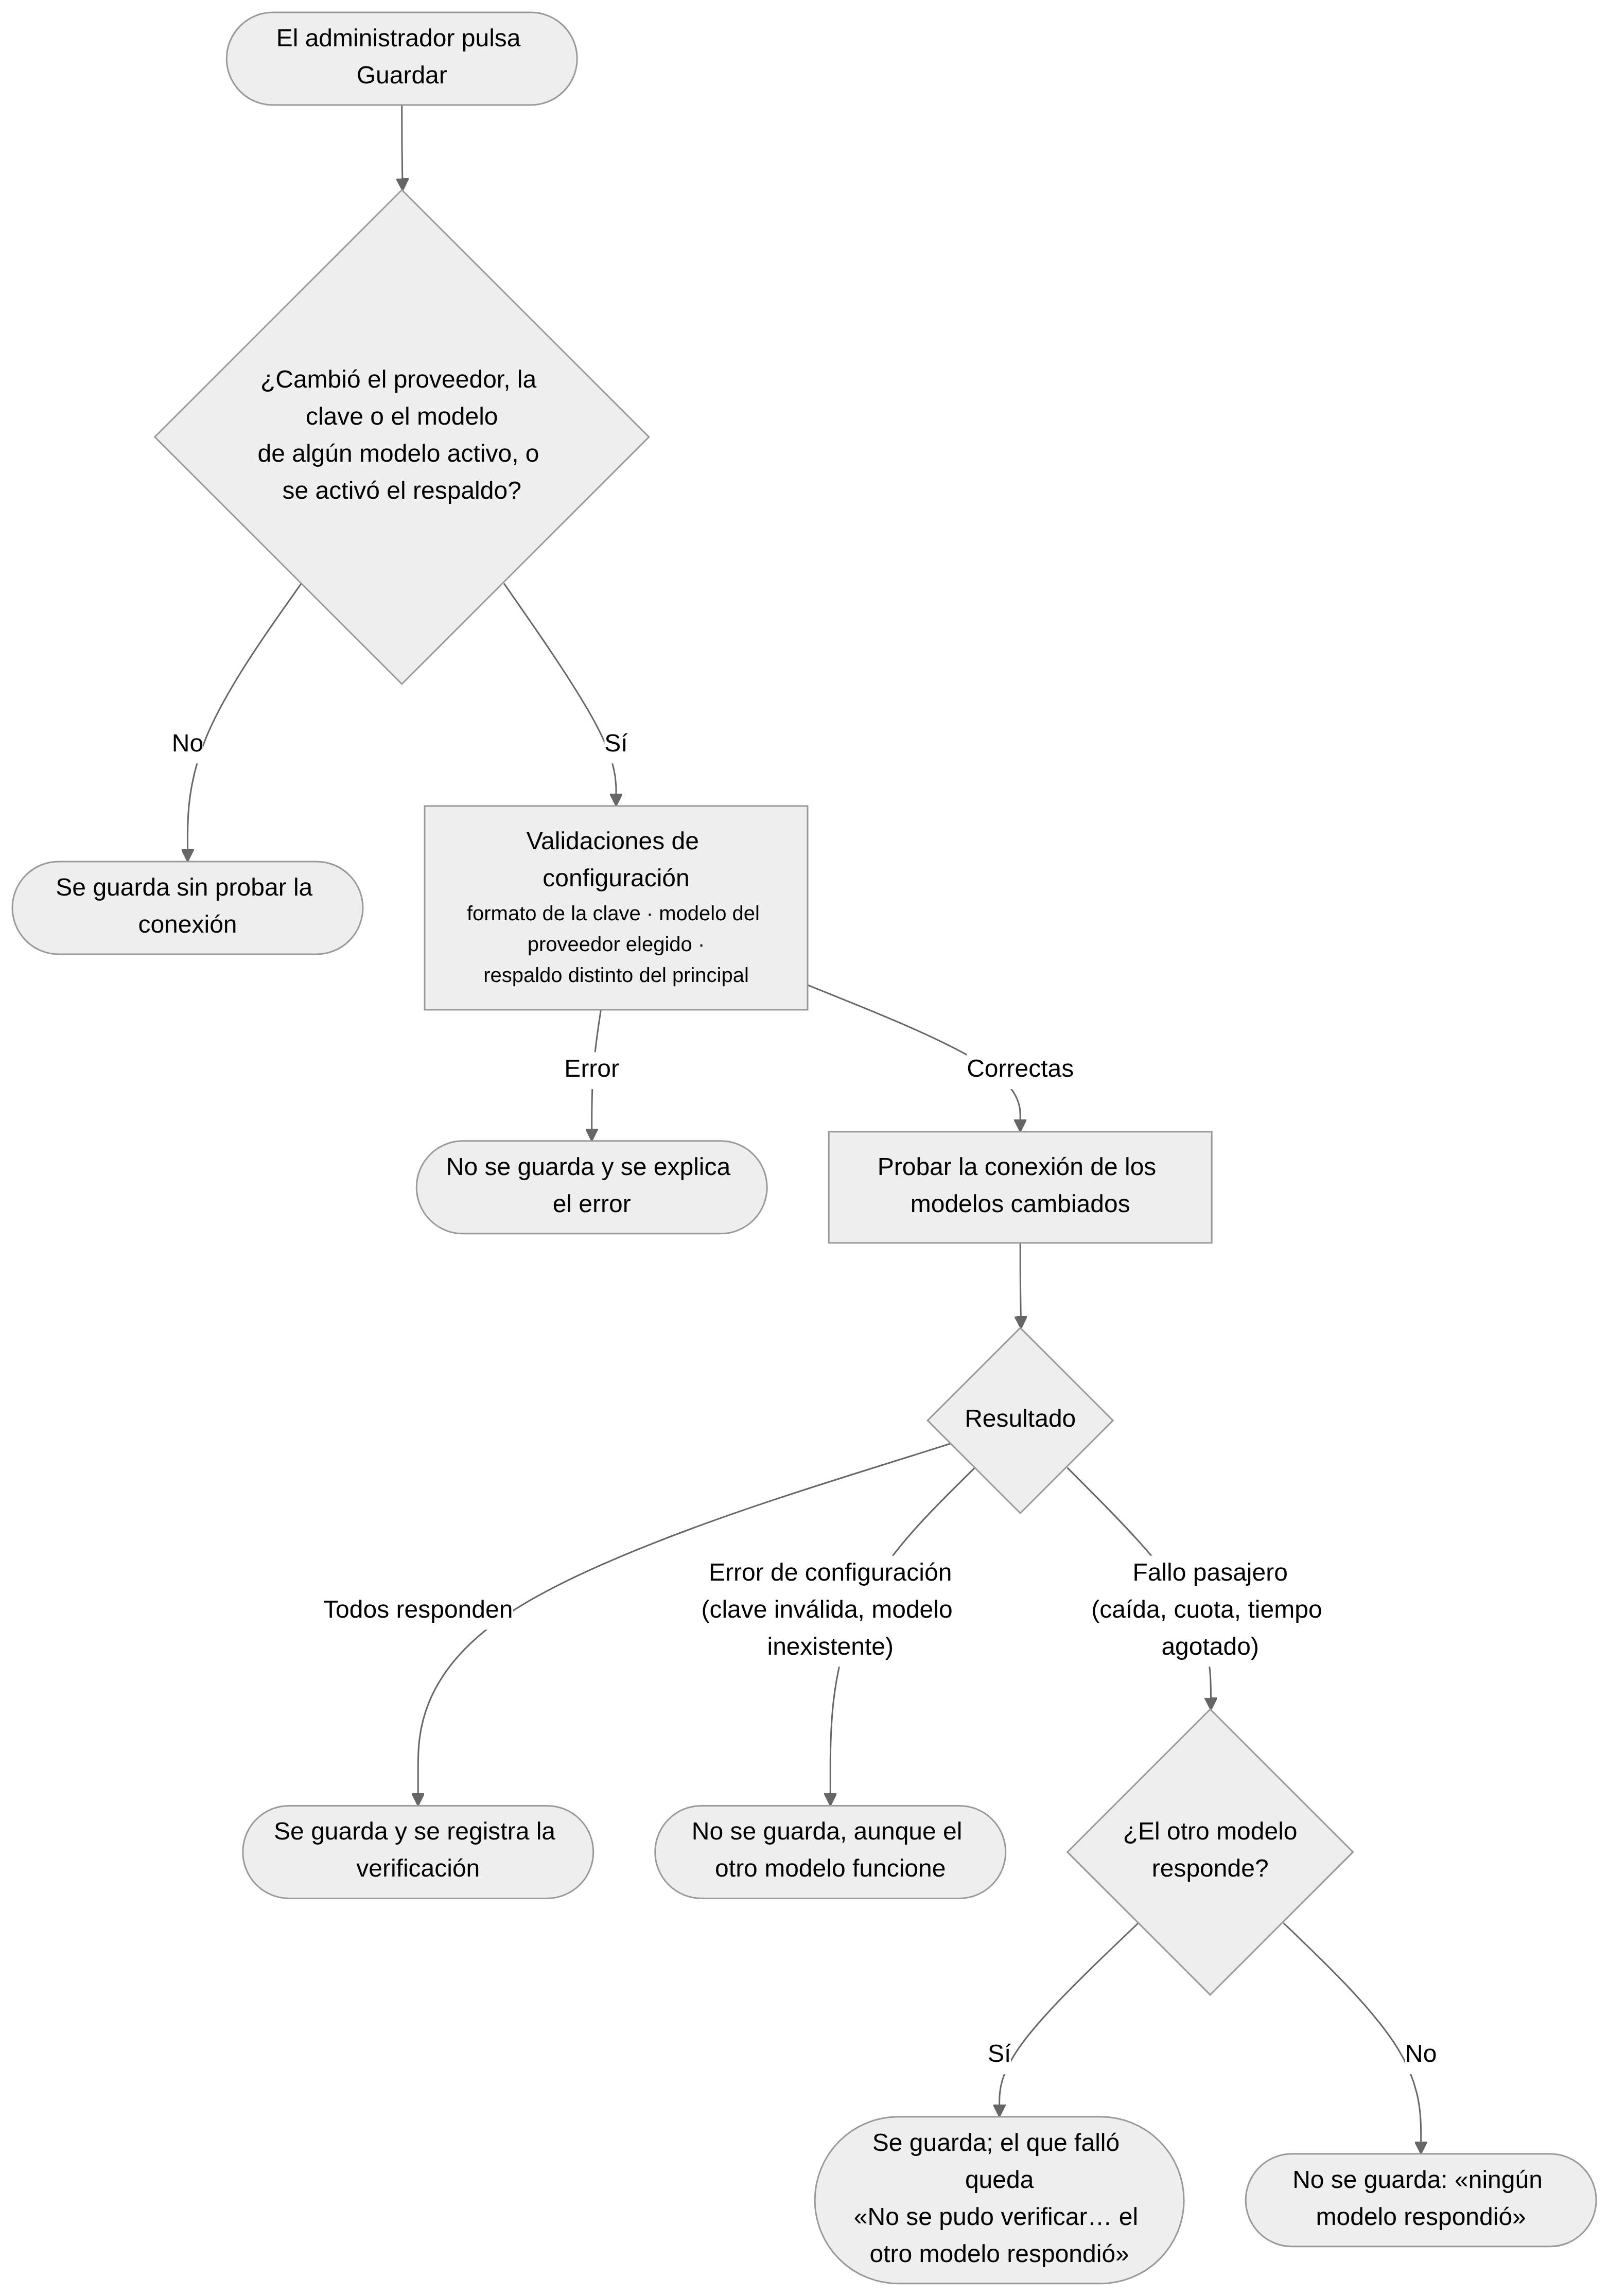 El administrador pulsa
Guardar
¿Cambió el proveedor, la
clave o el modelo
de algún modelo activo, o
se activó el respaldo?
No
Sí
Se guarda sin probar la
conexión
Validaciones de
configuración
formato de la clave · modelo del
proveedor elegido ·
respaldo distinto del principal
Error
Correctas
No se guarda y se explica
el error
Probar la conexión de los
modelos cambiados
Resultado
Todos responden
Error de configuración
(clave inválida, modelo
inexistente)
Fallo pasajero
(caída, cuota, tiempo
agotado)
Se guarda y se registra la
verificación
No se guarda, aunque el
otro modelo funcione
¿El otro modelo
responde?
Sí
No
Se guarda; el que falló
queda
«No se pudo verificar… el
otro modelo respondió»
No se guarda: «ningún
modelo respondió»